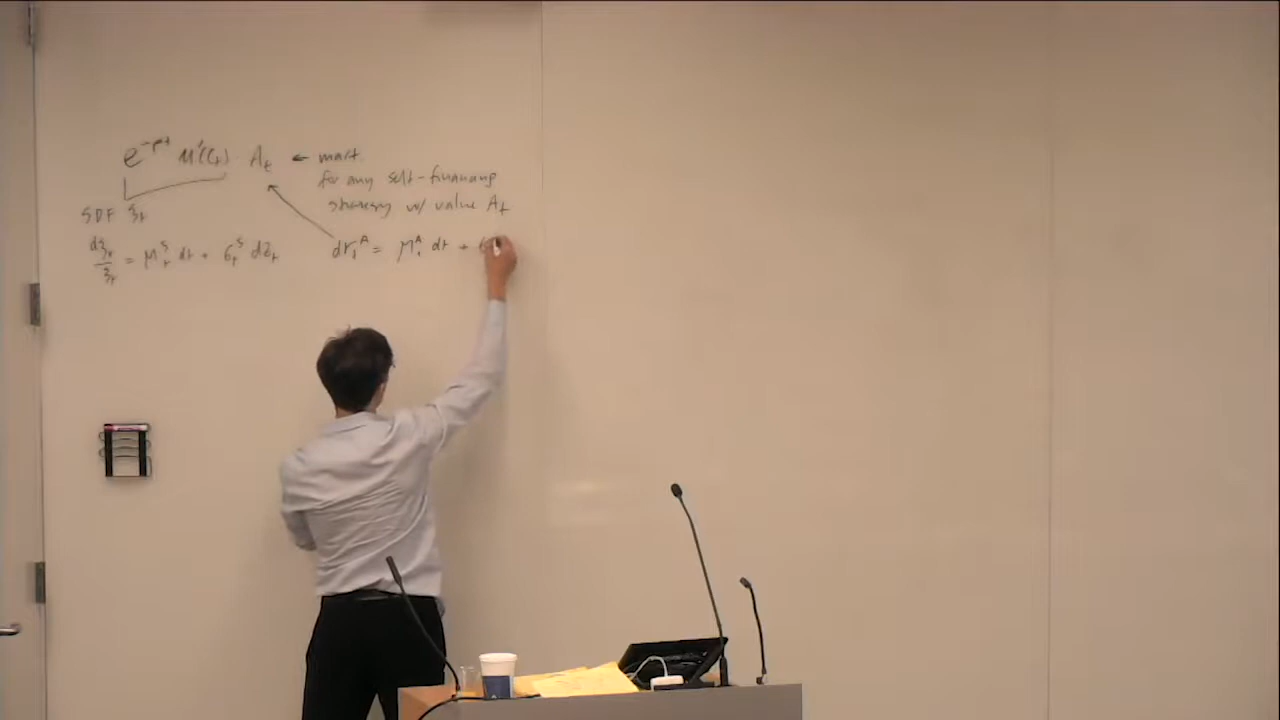 e^{-ρt} u'(C_t) · A_t ← mart.
for any self-financing
strategy w/ value A_t
SDF ξ_t
dξ_t/ξ_t = μ_t^ξ dt + σ_t^ξ dZ_t
dr_t^A = μ_t^A dt +